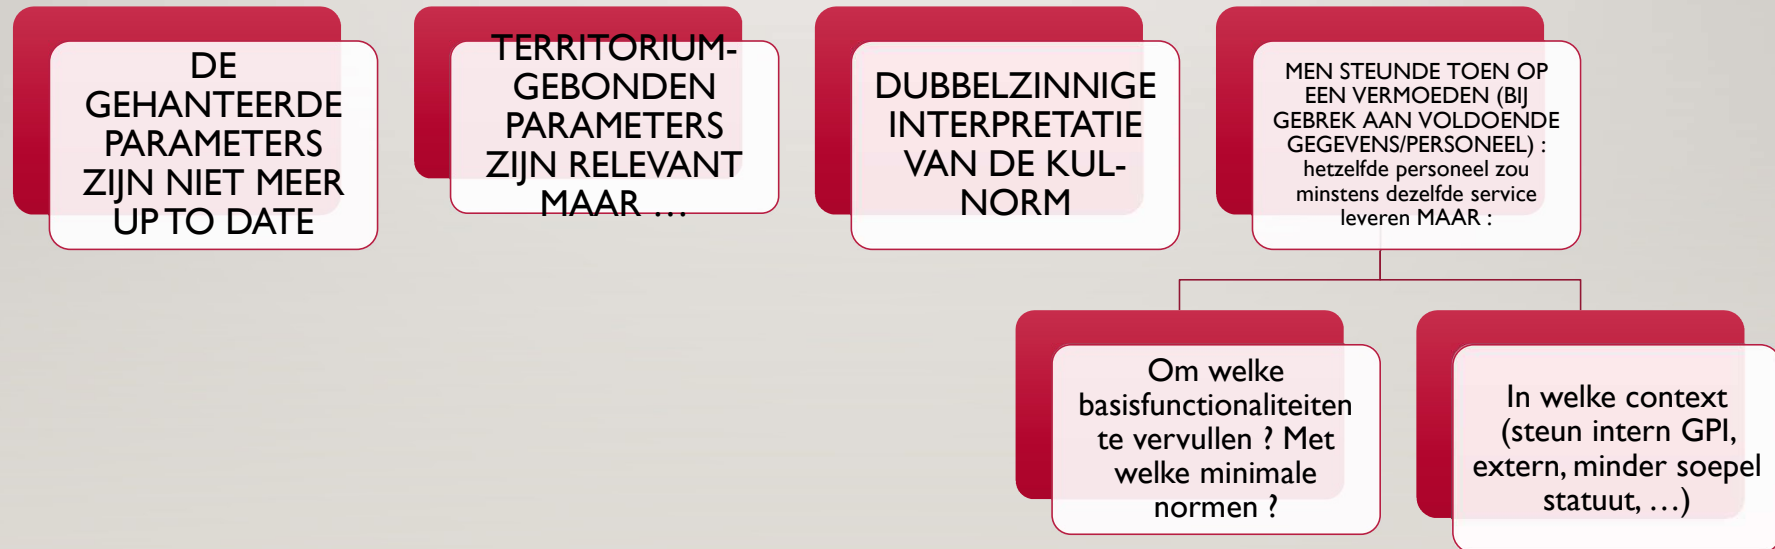 DE
GEHANTEERDE
PARAMETERS
ZIJN NIET MEER
UP TO DATE
TERRITORIUM-
GEBONDEN
PARAMETERS
ZIJN RELEVANT
MAAR …
DUBBELZINNIGE
INTERPRETATIE
VAN DE KUL-
NORM
MEN STEUNDE TOEN OP
EEN VERMOEDEN (BIJ
GEBREK AAN VOLDOENDE
GEGEVENS/PERSONEEL) :
hetzelfde personeel zou
minstens dezelfde service
leveren MAAR :
Om welke
basisfunctionaliteiten
te vervullen ? Met
welke minimale
normen ?
In welke context
(steun intern GPI,
extern, minder soepel
statuut, …)